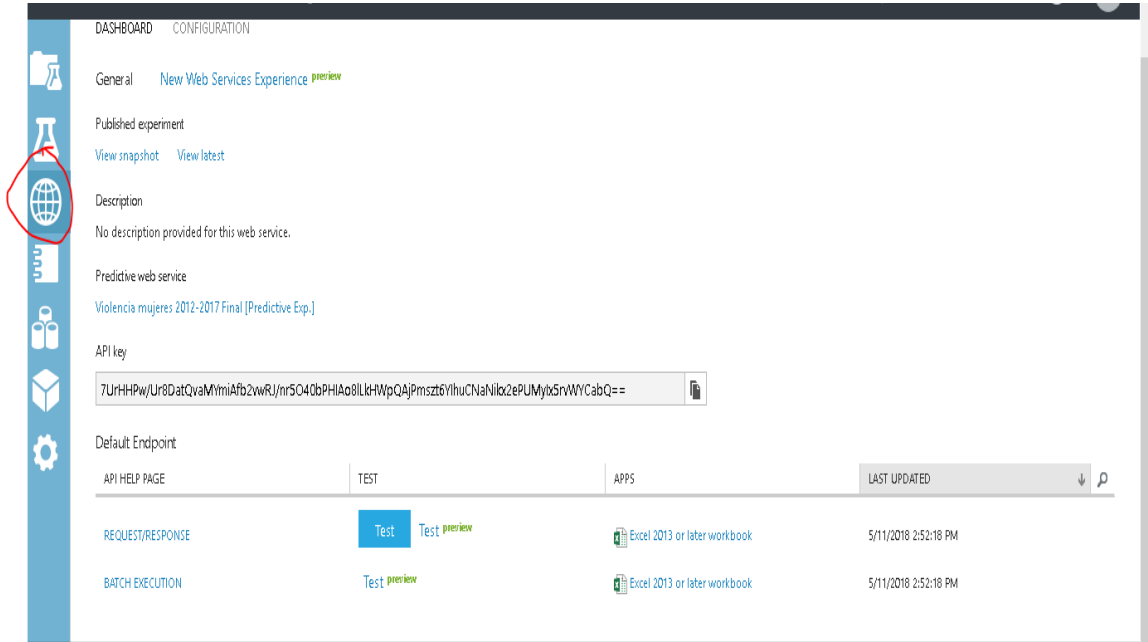 DASHBOARD CONFIGURATION
General New Web Services Experience preview
Published experiment
View snapshot View latest
Description
No description provided for this web service.
Predictive web service
Violencia mujeres 2012-2017 Final [Predictive Exp.]
API key
7UrHHPw/Ur8DatQvaMYmiAfb2vwRJ/nr5O40bPHIAo8lLkHWpQAjPmszt6YIhuCNaNikx2ePUMyIx5rvWYCabQ==
Default Endpoint
API HELP PAGE TEST APPS LAST UPDATED
REQUEST/RESPONSE Test Test preview Excel 2013 or later workbook 5/11/2018 2:52:18 PM
BATCH EXECUTION Test preview Excel 2013 or later workbook 5/11/2018 2:52:18 PM